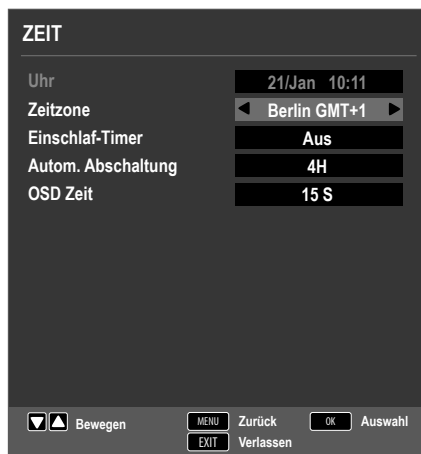 ZEIT
Uhr 21/Jan 10:11
Zeitzone Berlin GMT+1
Einschlaf-Timer Aus
Autom. Abschaltung 4H
OSD Zeit 15 S
Bewegen MENU Zurück OK Auswahl
EXIT Verlassen